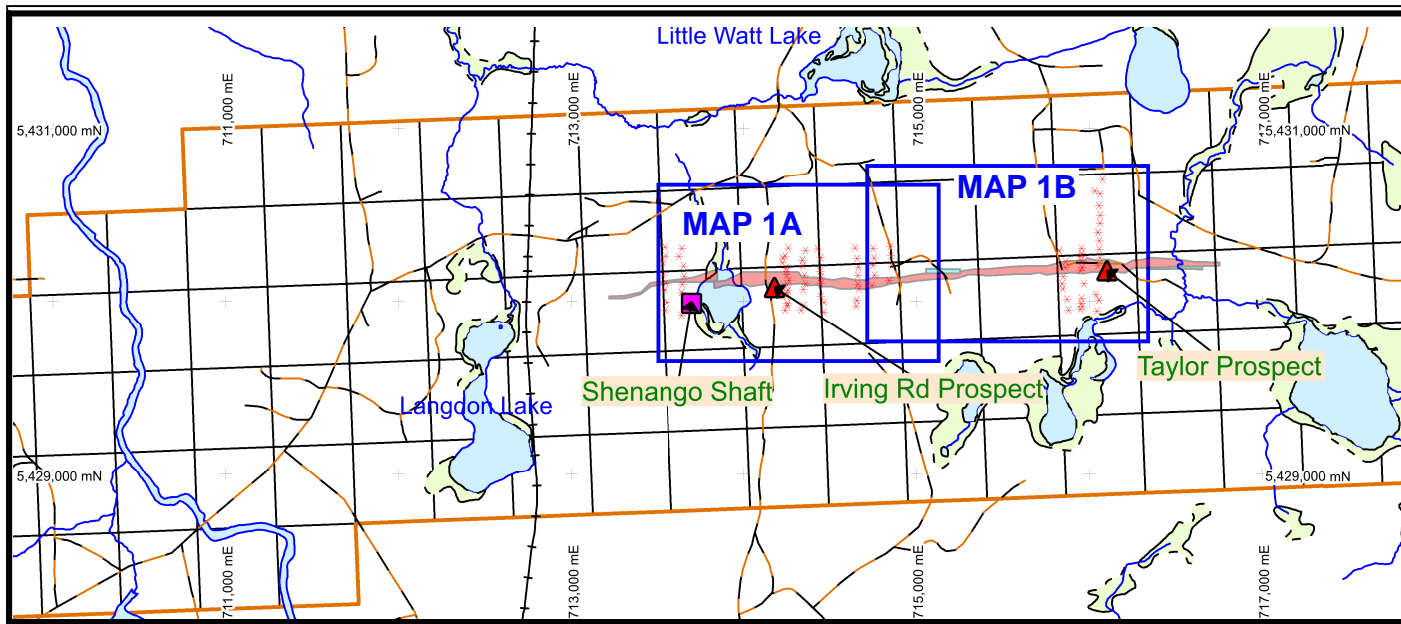 Little Watt Lake
711,000 mE
713,000 mE
715,000 mE
717,000 mE
5,431,000 mN
5,431,000 mN
MAP 1A
MAP 1B
Shenango Shaft
Irving Rd Prospect
Taylor Prospect
Langdon Lake
5,429,000 mN
5,429,000 mN
711,000 mE
713,000 mE
715,000 mE
717,000 mE